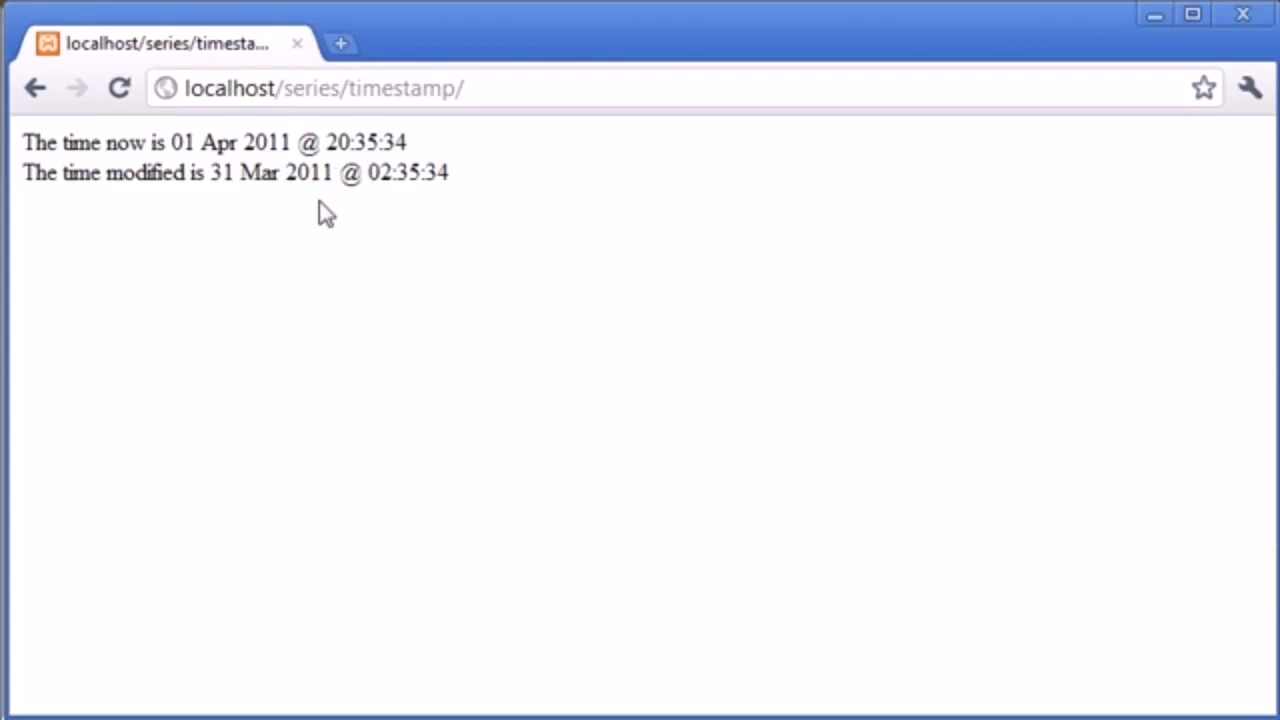 localhost/series/timesta...
localhost/series/timestamp/
The time now is 01 Apr 2011 @ 20:35:34
The time modified is 31 Mar 2011 @ 02:35:34